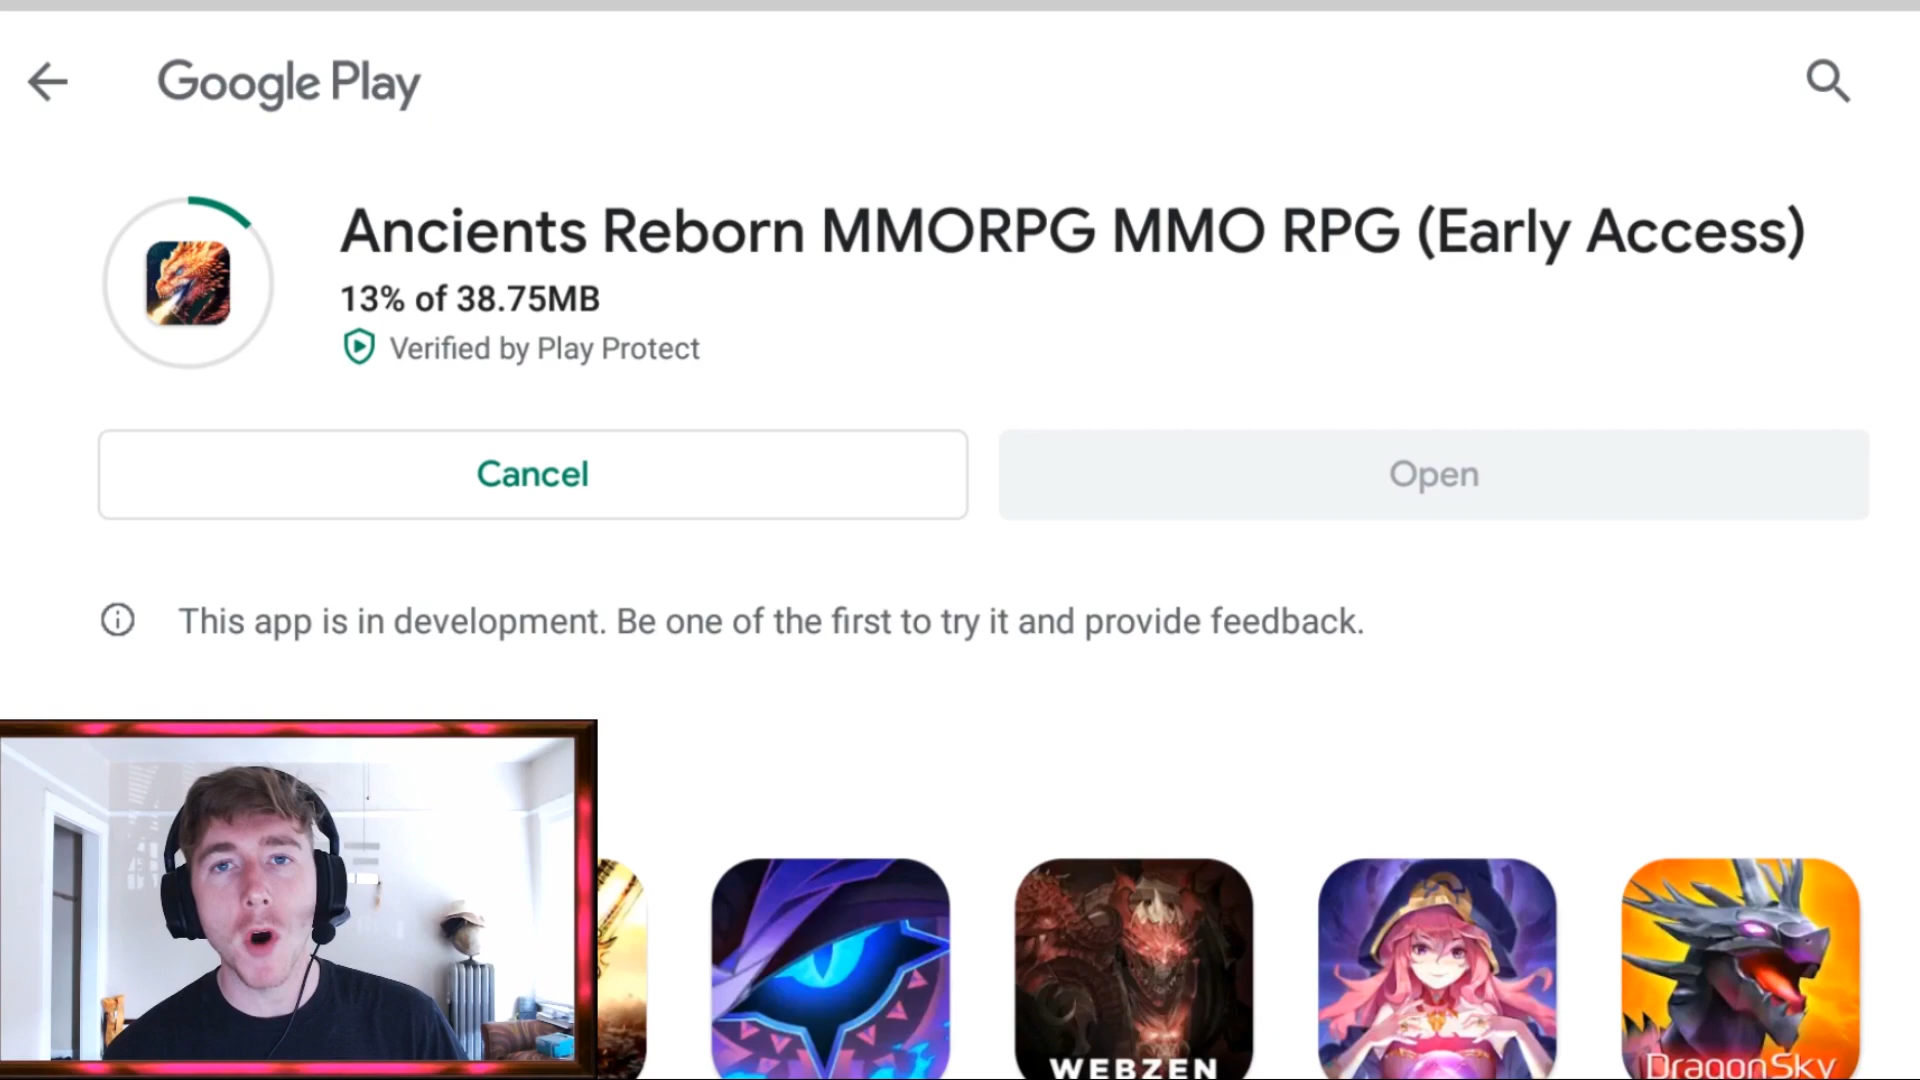 Google Play
Ancients Reborn MMORPG MMO RPG (Early Access)
13% of 38.75MB
Verified by Play Protect
Cancel
Open
This app is in development. Be one of the first to try it and provide feedback.
WEBZEN
DragonSky